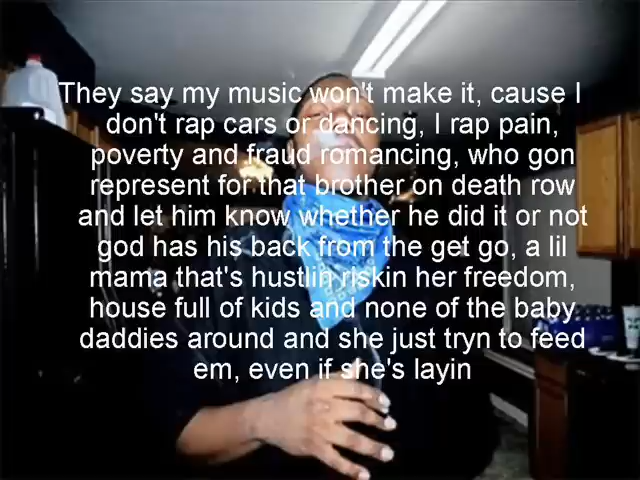 They say my music won't make it, cause I
don't rap cars or dancing, I rap pain,
poverty and fraud romancing, who gon
represent for that brother on death row
and let him know whether he did it or not
god has his back from the get go, a lil
mama that's hustlin riskin her freedom,
house full of kids and none of the baby
daddies around and she just tryn to feed
em, even if she's layin